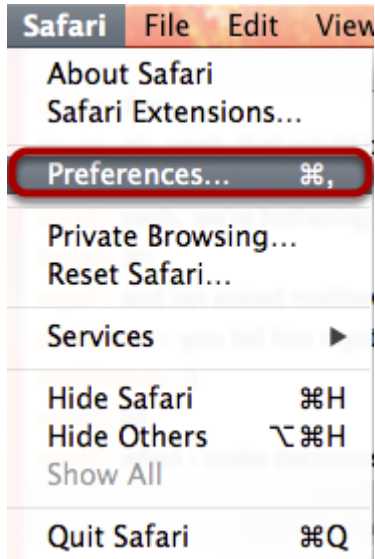 Safari File Edit View
About Safari
Safari Extensions...
Preferences... ⌘,
Private Browsing...
Reset Safari...
Services ▶
Hide Safari ⌘H
Hide Others ⌥⌘H
Show All
Quit Safari ⌘Q